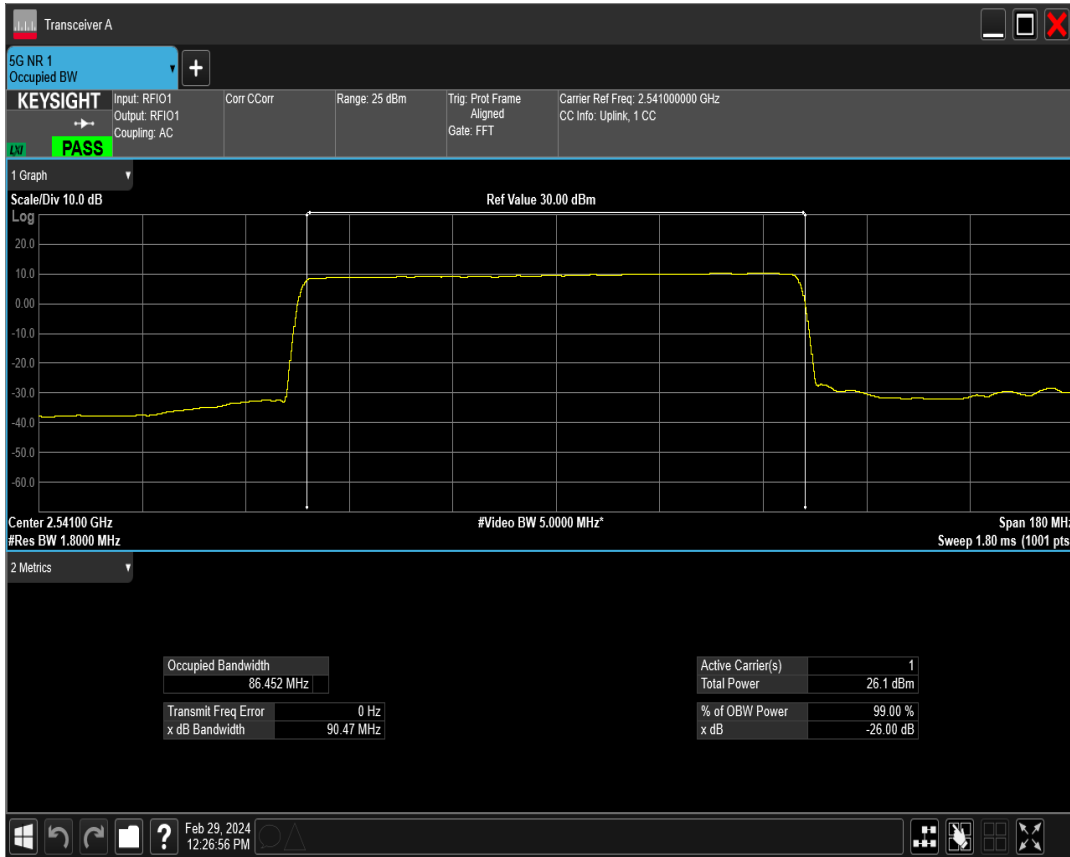 Transceiver A
5G NR 1
Occupied BW
+
KEYSIGHT
LXI
PASS
Input: RFIO1
Output: RFIO1
Coupling: AC
Corr CCorr
Range: 25 dBm
Trig: Prot Frame
Aligned
Gate: FFT
Carrier Ref Freq: 2.541000000 GHz
CC Info: Uplink, 1 CC
1 Graph
Scale/Div 10.0 dB
Ref Value 30.00 dBm
Log
20.0
10.0
0.00
-10.0
-20.0
-30.0
-40.0
-50.0
-60.0
Center 2.54100 GHz
#Video BW 5.0000 MHz*
Span 180 MHz
#Res BW 1.8000 MHz
Sweep 1.80 ms (1001 pts
2 Metrics
Occupied Bandwidth
86.452 MHz
Transmit Freq Error 0 Hz
x dB Bandwidth 90.47 MHz
Active Carrier(s) 1
Total Power 26.1 dBm
% of OBW Power 99.00 %
x dB -26.00 dB
?
Feb 29, 2024
12:26:56 PM